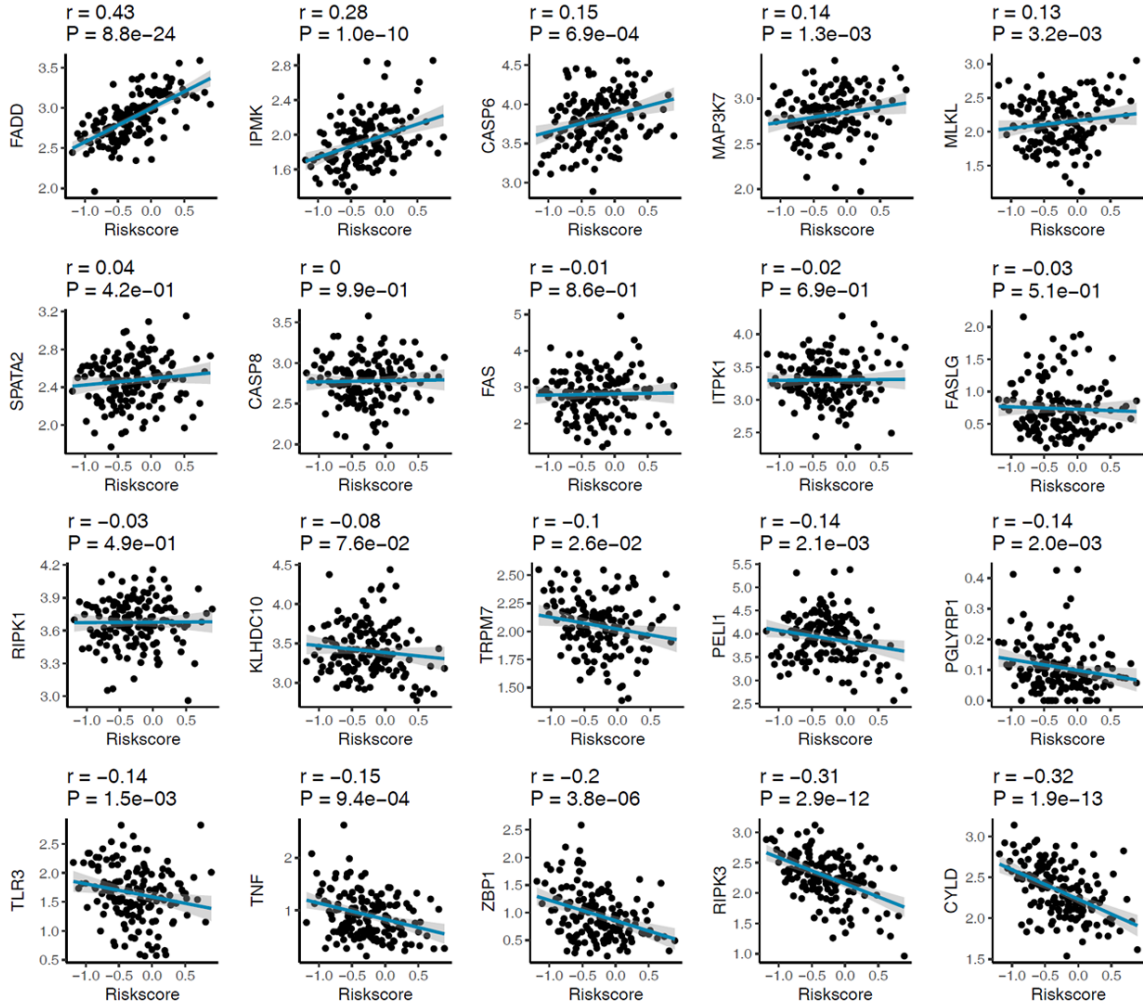 r = 0.43
P = 8.8e−24
FADD
3.5
3.0
2.5
2.0
−1.0 −0.5 0.0 0.5
Riskscore
r = 0.28
P = 1.0e−10
IPMK
2.8
2.4
2.0
1.6
−1.0 −0.5 0.0 0.5
Riskscore
r = 0.15
P = 6.9e−04
CASP6
4.5
4.0
3.5
3.0
−1.0 −0.5 0.0 0.5
Riskscore
r = 0.14
P = 1.3e−03
MAP3K7
3.0
2.5
2.0
−1.0 −0.5 0.0 0.5
Riskscore
r = 0.13
P = 3.2e−03
MLKL
3.0
2.5
2.0
1.5
−1.0 −0.5 0.0 0.5
Riskscore
r = 0.04
P = 4.2e−01
SPATA2
3.2
2.8
2.4
2.0
−1.0 −0.5 0.0 0.5
Riskscore
r = 0
P = 9.9e−01
CASP8
3.5
3.0
2.5
2.0
−1.0 −0.5 0.0 0.5
Riskscore
r = −0.01
P = 8.6e−01
FAS
5
4
3
2
−1.0 −0.5 0.0 0.5
Riskscore
r = −0.02
P = 6.9e−01
ITPK1
4.0
3.5
3.0
2.5
−1.0 −0.5 0.0 0.5
Riskscore
r = −0.03
P = 5.1e−01
FASLG
2.0
1.5
1.0
0.5
−1.0 −0.5 0.0 0.5
Riskscore
r = −0.03
P = 4.9e−01
RIPK1
4.2
3.9
3.6
3.3
3.0
−1.0 −0.5 0.0 0.5
Riskscore
r = −0.08
P = 7.6e−02
KLHDC10
4.5
4.0
3.5
3.0
−1.0 −0.5 0.0 0.5
Riskscore
r = −0.1
P = 2.6e−02
TRPM7
2.50
2.25
2.00
1.75
1.50
−1.0 −0.5 0.0 0.5
Riskscore
r = −0.14
P = 2.1e−03
PELI1
5.5
5.0
4.5
4.0
3.5
3.0
2.5
−1.0 −0.5 0.0 0.5
Riskscore
r = −0.14
P = 2.0e−03
PGLYRP1
0.4
0.3
0.2
0.1
0.0
−1.0 −0.5 0.0 0.5
Riskscore
r = −0.14
P = 1.5e−03
TLR3
2.5
2.0
1.5
1.0
0.5
−1.0 −0.5 0.0 0.5
Riskscore
r = −0.15
P = 9.4e−04
TNF
2
1
−1.0 −0.5 0.0 0.5
Riskscore
r = −0.2
P = 3.8e−06
ZBP1
2.5
2.0
1.5
1.0
0.5
−1.0 −0.5 0.0 0.5
Riskscore
r = −0.31
P = 2.9e−12
RIPK3
3.0
2.5
2.0
1.5
1.0
−1.0 −0.5 0.0 0.5
Riskscore
r = −0.32
P = 1.9e−13
CYLD
3.0
2.5
2.0
1.5
−1.0 −0.5 0.0 0.5
Riskscore